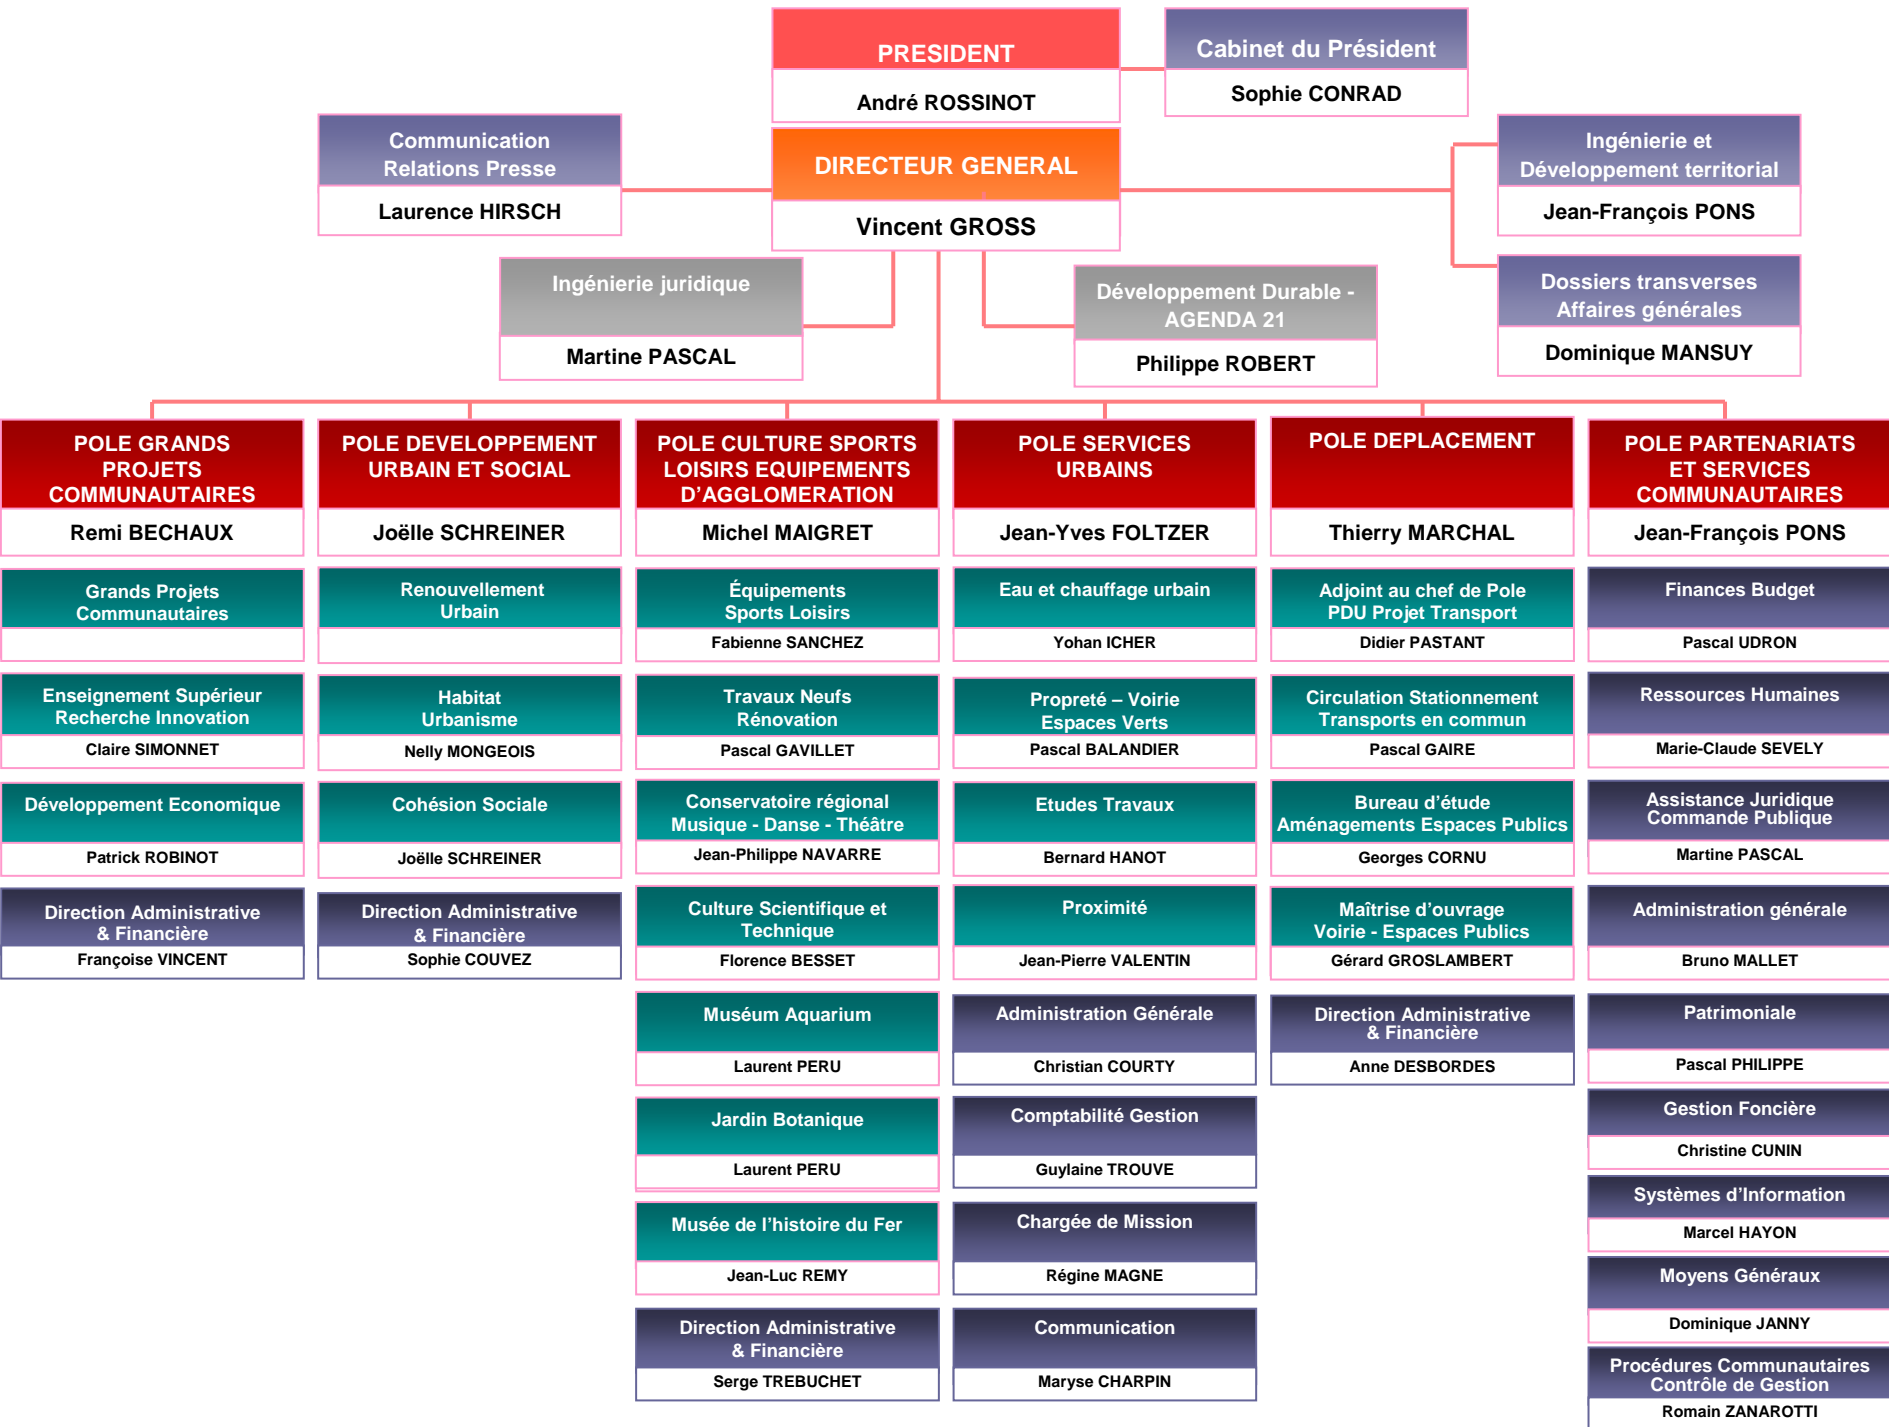 PRESIDENT
André ROSSINOT
Cabinet du Président
Sophie CONRAD
Communication
Relations Presse
Laurence HIRSCH
DIRECTEUR GENERAL
Vincent GROSS
Ingénierie et
Développement territorial
Jean-François PONS
Ingénierie juridique
Martine PASCAL
Développement Durable -
AGENDA 21
Philippe ROBERT
Dossiers transverses
Affaires générales
Dominique MANSUY
POLE GRANDS
PROJETS
COMMUNAUTAIRES
Remi BECHAUX
Grands Projets
Communautaires
Enseignement Supérieur
Recherche Innovation
Claire SIMONNET
Développement Economique
Patrick ROBINOT
Direction Administrative
& Financière
Françoise VINCENT
POLE DEVELOPPEMENT
URBAIN ET SOCIAL
Joëlle SCHREINER
Renouvellement
Urbain
Habitat
Urbanisme
Nelly MONGEOIS
Cohésion Sociale
Joëlle SCHREINER
Direction Administrative
& Financière
Sophie COUVEZ
POLE CULTURE SPORTS
LOISIRS EQUIPEMENTS
D'AGGLOMERATION
Michel MAIGRET
Équipements
Sports Loisirs
Fabienne SANCHEZ
Travaux Neufs
Rénovation
Pascal GAVILLET
Conservatoire régional
Musique - Danse - Théâtre
Jean-Philippe NAVARRE
Culture Scientifique et
Technique
Florence BESSET
Muséum Aquarium
Laurent PERU
Jardin Botanique
Laurent PERU
Musée de l'histoire du Fer
Jean-Luc REMY
Direction Administrative
& Financière
Serge TREBUCHET
POLE SERVICES
URBAINS
Jean-Yves FOLTZER
Eau et chauffage urbain
Yohan ICHER
Propreté – Voirie
Espaces Verts
Pascal BALANDIER
Etudes Travaux
Bernard HANOT
Proximité
Jean-Pierre VALENTIN
Administration Générale
Christian COURTY
Comptabilité Gestion
Guylaine TROUVE
Chargée de Mission
Régine MAGNE
Communication
Maryse CHARPIN
POLE DEPLACEMENT
Thierry MARCHAL
Adjoint au chef de Pole
PDU Projet Transport
Didier PASTANT
Circulation Stationnement
Transports en commun
Pascal GAIRE
Bureau d'étude
Aménagements Espaces Publics
Georges CORNU
Maîtrise d'ouvrage
Voirie - Espaces Publics
Gérard GROSLAMBERT
Direction Administrative
& Financière
Anne DESBORDES
POLE PARTENARIATS
ET SERVICES
COMMUNAUTAIRES
Jean-François PONS
Finances Budget
Pascal UDRON
Ressources Humaines
Marie-Claude SEVELY
Assistance Juridique
Commande Publique
Martine PASCAL
Administration générale
Bruno MALLET
Patrimoniale
Pascal PHILIPPE
Gestion Foncière
Christine CUNIN
Systèmes d'Information
Marcel HAYON
Moyens Généraux
Dominique JANNY
Procédures Communautaires
Contrôle de Gestion
Romain ZANAROTTI